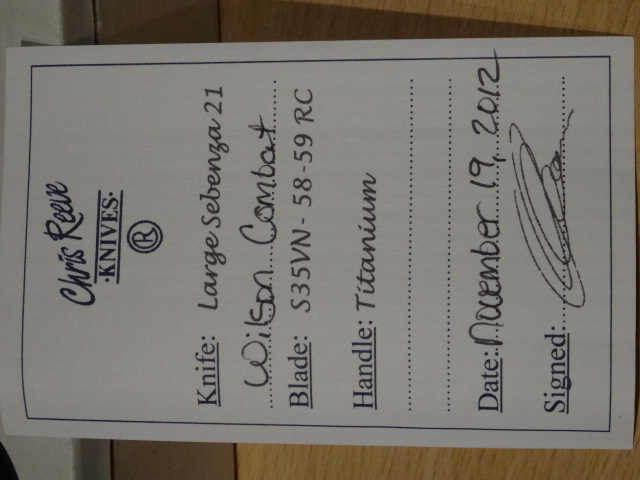 Chris Reeve
·KNIVES·
®
Knife: Large Sebenza 21
Wilson Combat
Blade: S35VN - 58-59 RC
Handle: Titanium
Date: November 19, 2012
Signed: